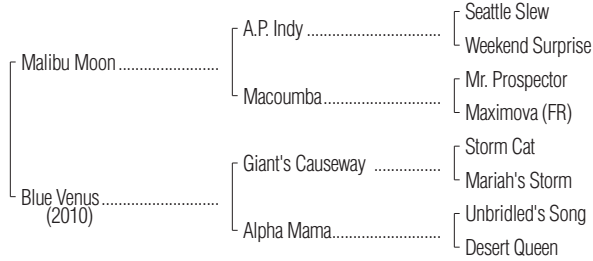 Seattle Slew
A.P. Indy ..............................
Weekend Surprise
Malibu Moon ........................
Mr. Prospector
Macoumba..........................
Maximova (FR)
Storm Cat
Giant's Causeway ................
Mariah's Storm
Blue Venus............................
(2010)
Unbridled's Song
Alpha Mama..........................
Desert Queen